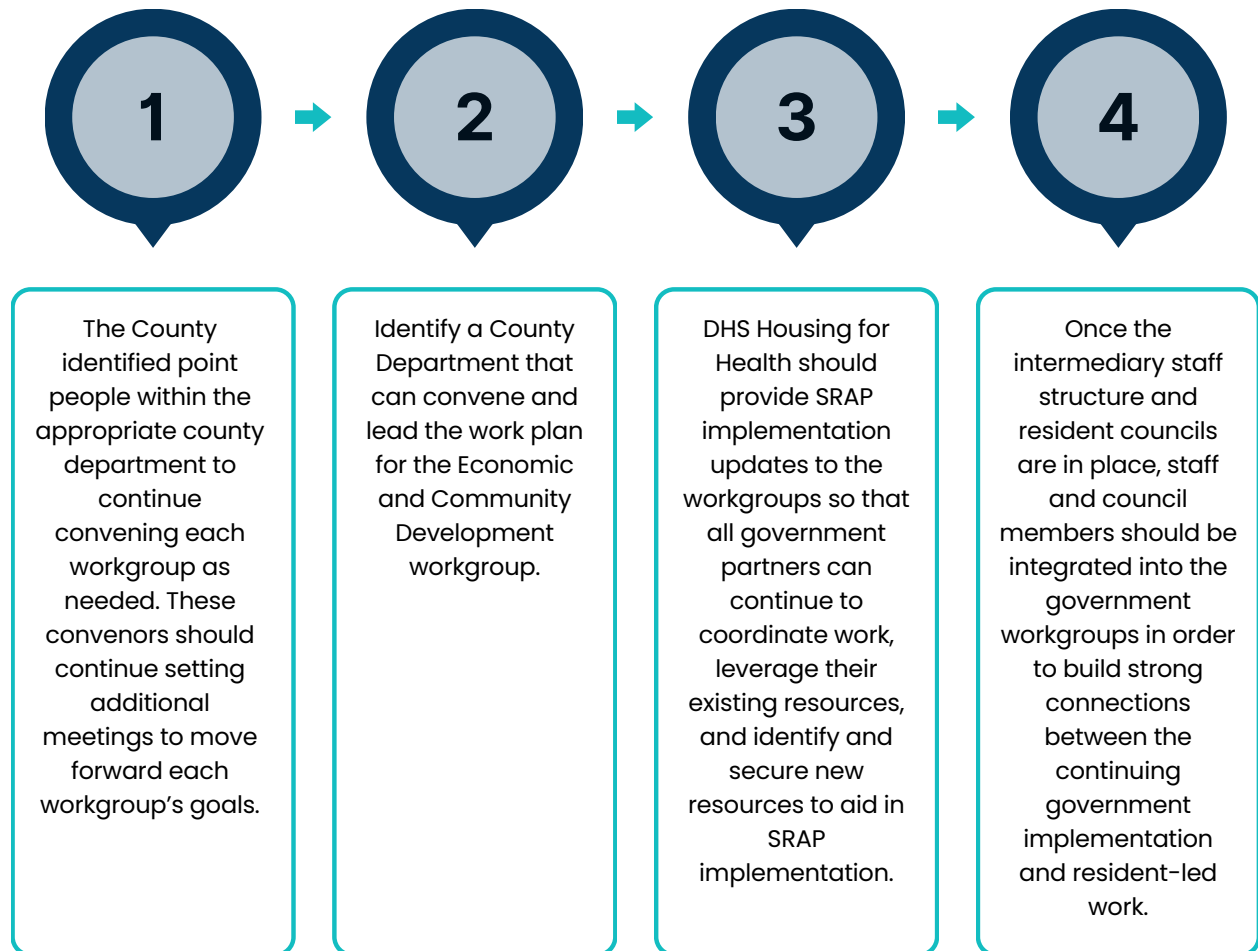 1
2
3
4
The County
identified point
people within the
appropriate county
department to
continue
convening each
workgroup as
needed. These
convenors should
continue setting
additional
meetings to move
forward each
workgroup’s goals.
Identify a County
Department that
can convene and
lead the work plan
for the Economic
and Community
Development
workgroup.
DHS Housing for
Health should
provide SRAP
implementation
updates to the
workgroups so that
all government
partners can
continue to
coordinate work,
leverage their
existing resources,
and identify and
secure new
resources to aid in
SRAP
implementation.
Once the
intermediary staff
structure and
resident councils
are in place, staff
and council
members should be
integrated into the
government
workgroups in order
to build strong
connections
between the
continuing
government
implementation
and resident-led
work.